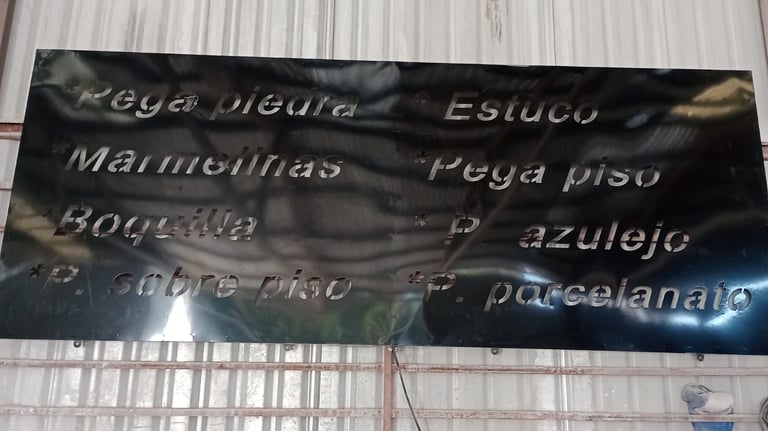 *Pega piedra
*Marmolinas
*Boquilla
*P. sobre piso
* Estuco
*Pega piso
* P. azulejo
*P. porcelanato